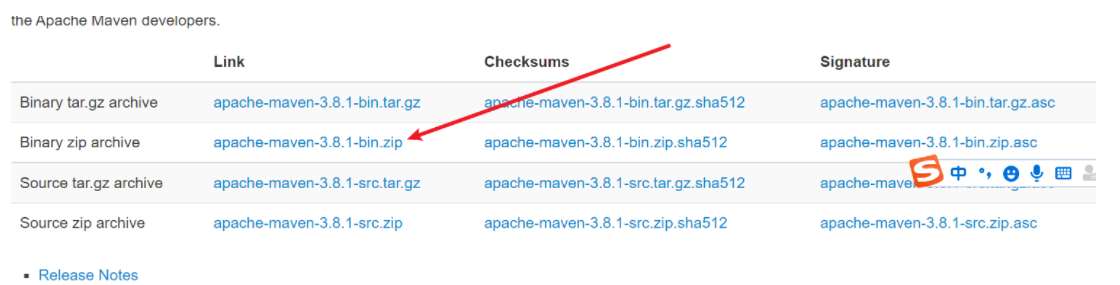 the Apache Maven developers.
Link Checksums Signature
Binary tar.gz archive apache-maven-3.8.1-bin.tar.gz apache-maven-3.8.1-bin.tar.gz.sha512 apache-maven-3.8.1-bin.tar.gz.asc
Binary zip archive apache-maven-3.8.1-bin.zip apache-maven-3.8.1-bin.zip.sha512 apache-maven-3.8.1-bin.zip.asc
Source tar.gz archive apache-maven-3.8.1-src.tar.gz apache-maven-3.8.1-src.tar.gz.sha512
中
Source zip archive apache-maven-3.8.1-src.zip apache-maven-3.8.1-src.zip.sha512 apache-maven-3.8.1-src.zip.asc
Release Notes